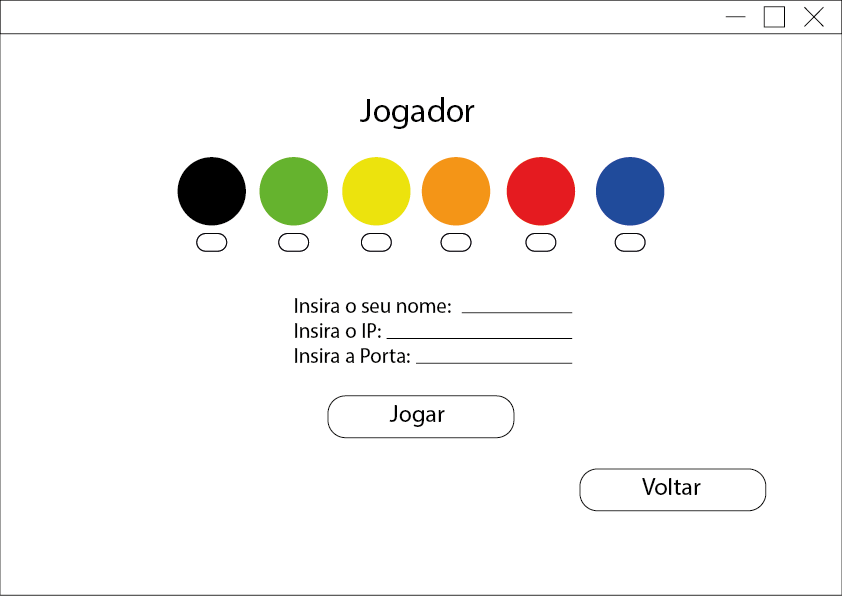 Jogador
Insira o seu nome:
Insira o IP:
Insira a Porta:
Jogar
Voltar